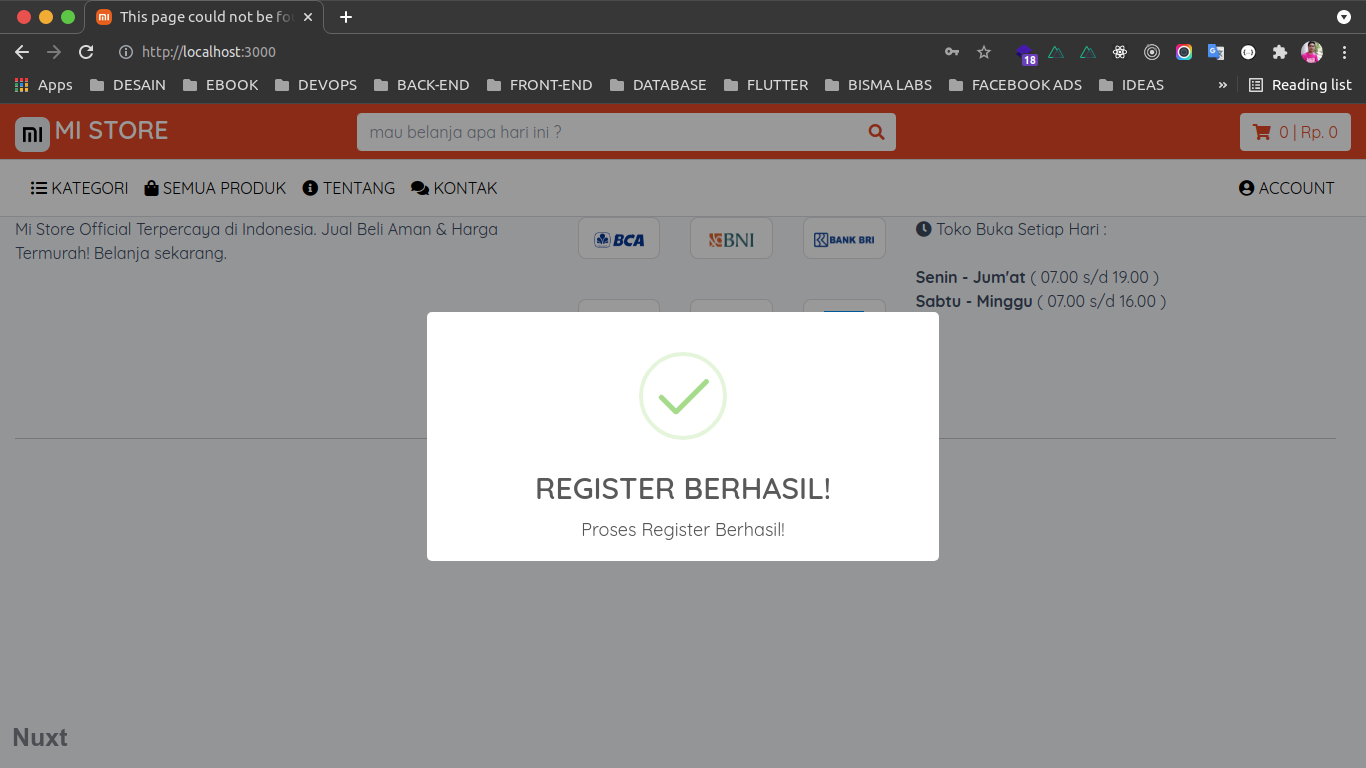 This page could not be fo
http://localhost:3000
18
Apps DESAIN EBOOK DEVOPS BACK-END FRONT-END DATABASE FLUTTER BISMA LABS FACEBOOK ADS IDEAS » Reading list
MI STORE
mau belanja apa hari ini ?
0 | Rp. 0
KATEGORI SEMUA PRODUK TENTANG KONTAK ACCOUNT
Mi Store Official Terpercaya di Indonesia. Jual Beli Aman & Harga
Termurah! Belanja sekarang.
BCA BNI BANK BRI
Toko Buka Setiap Hari :
Senin - Jum'at ( 07.00 s/d 19.00 )
Sabtu - Minggu ( 07.00 s/d 16.00 )
REGISTER BERHASIL!
Proses Register Berhasil!
Nuxt